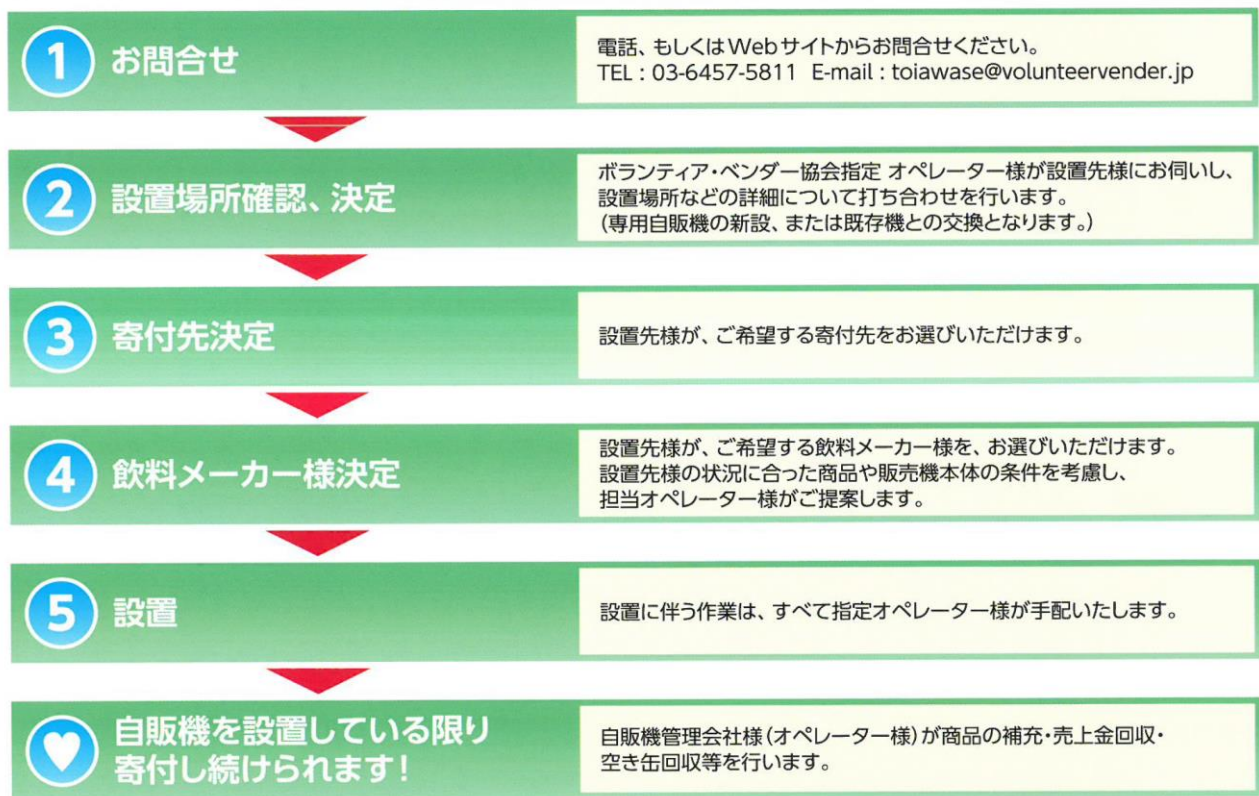 1 お問合せ
電話、もしくはWebサイトからお問合せください。
TEL : 03-6457-5811 E-mail : toiawase@volunteervender.jp
2 設置場所確認、決定
ボランティア・ベンダー協会指定 オペレーター様が設置先様にお伺いし、
設置場所などの詳細について打ち合わせを行います。
(専用自販機の新設、または既存機との交換となります。)
3 寄付先決定
設置先様が、ご希望する寄付先をお選びいただけます。
4 飲料メーカー様決定
設置先様が、ご希望する飲料メーカー様を、お選びいただけます。
設置先様の状況に合った商品や販売機本体の条件を考慮し、
担当オペレーター様がご提案します。
5 設置
設置に伴う作業は、すべて指定オペレーター様が手配いたします。
自販機を設置している限り
寄付し続けられます!
自販機管理会社様(オペレーター様)が商品の補充・売上金回収・
空き缶回収等を行います。